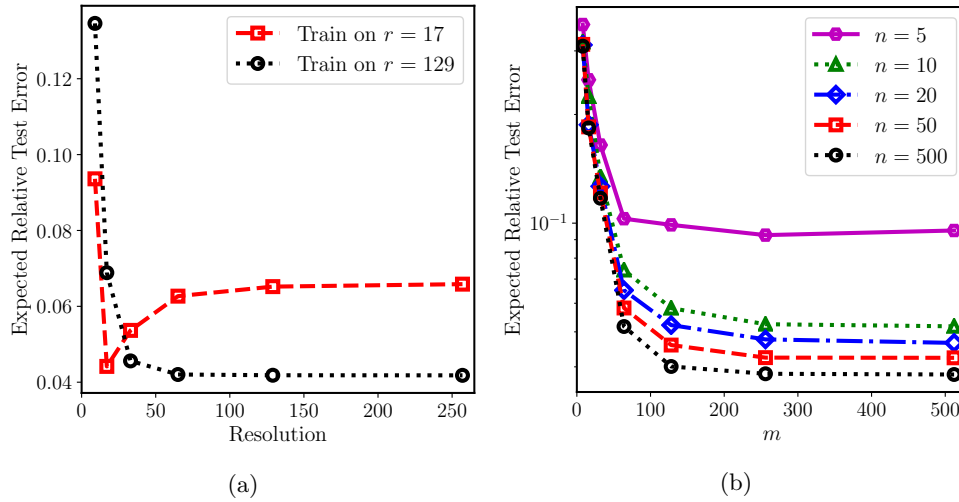 Expected Relative Test Error
0.12
0.10
0.08
0.06
0.04
Train on r = 17
Train on r = 129
0 50 100 150 200 250
Resolution
(a)
Expected Relative Test Error
10⁻¹
n = 5
n = 10
n = 20
n = 50
n = 500
0 100 200 300 400 500
m
(b)